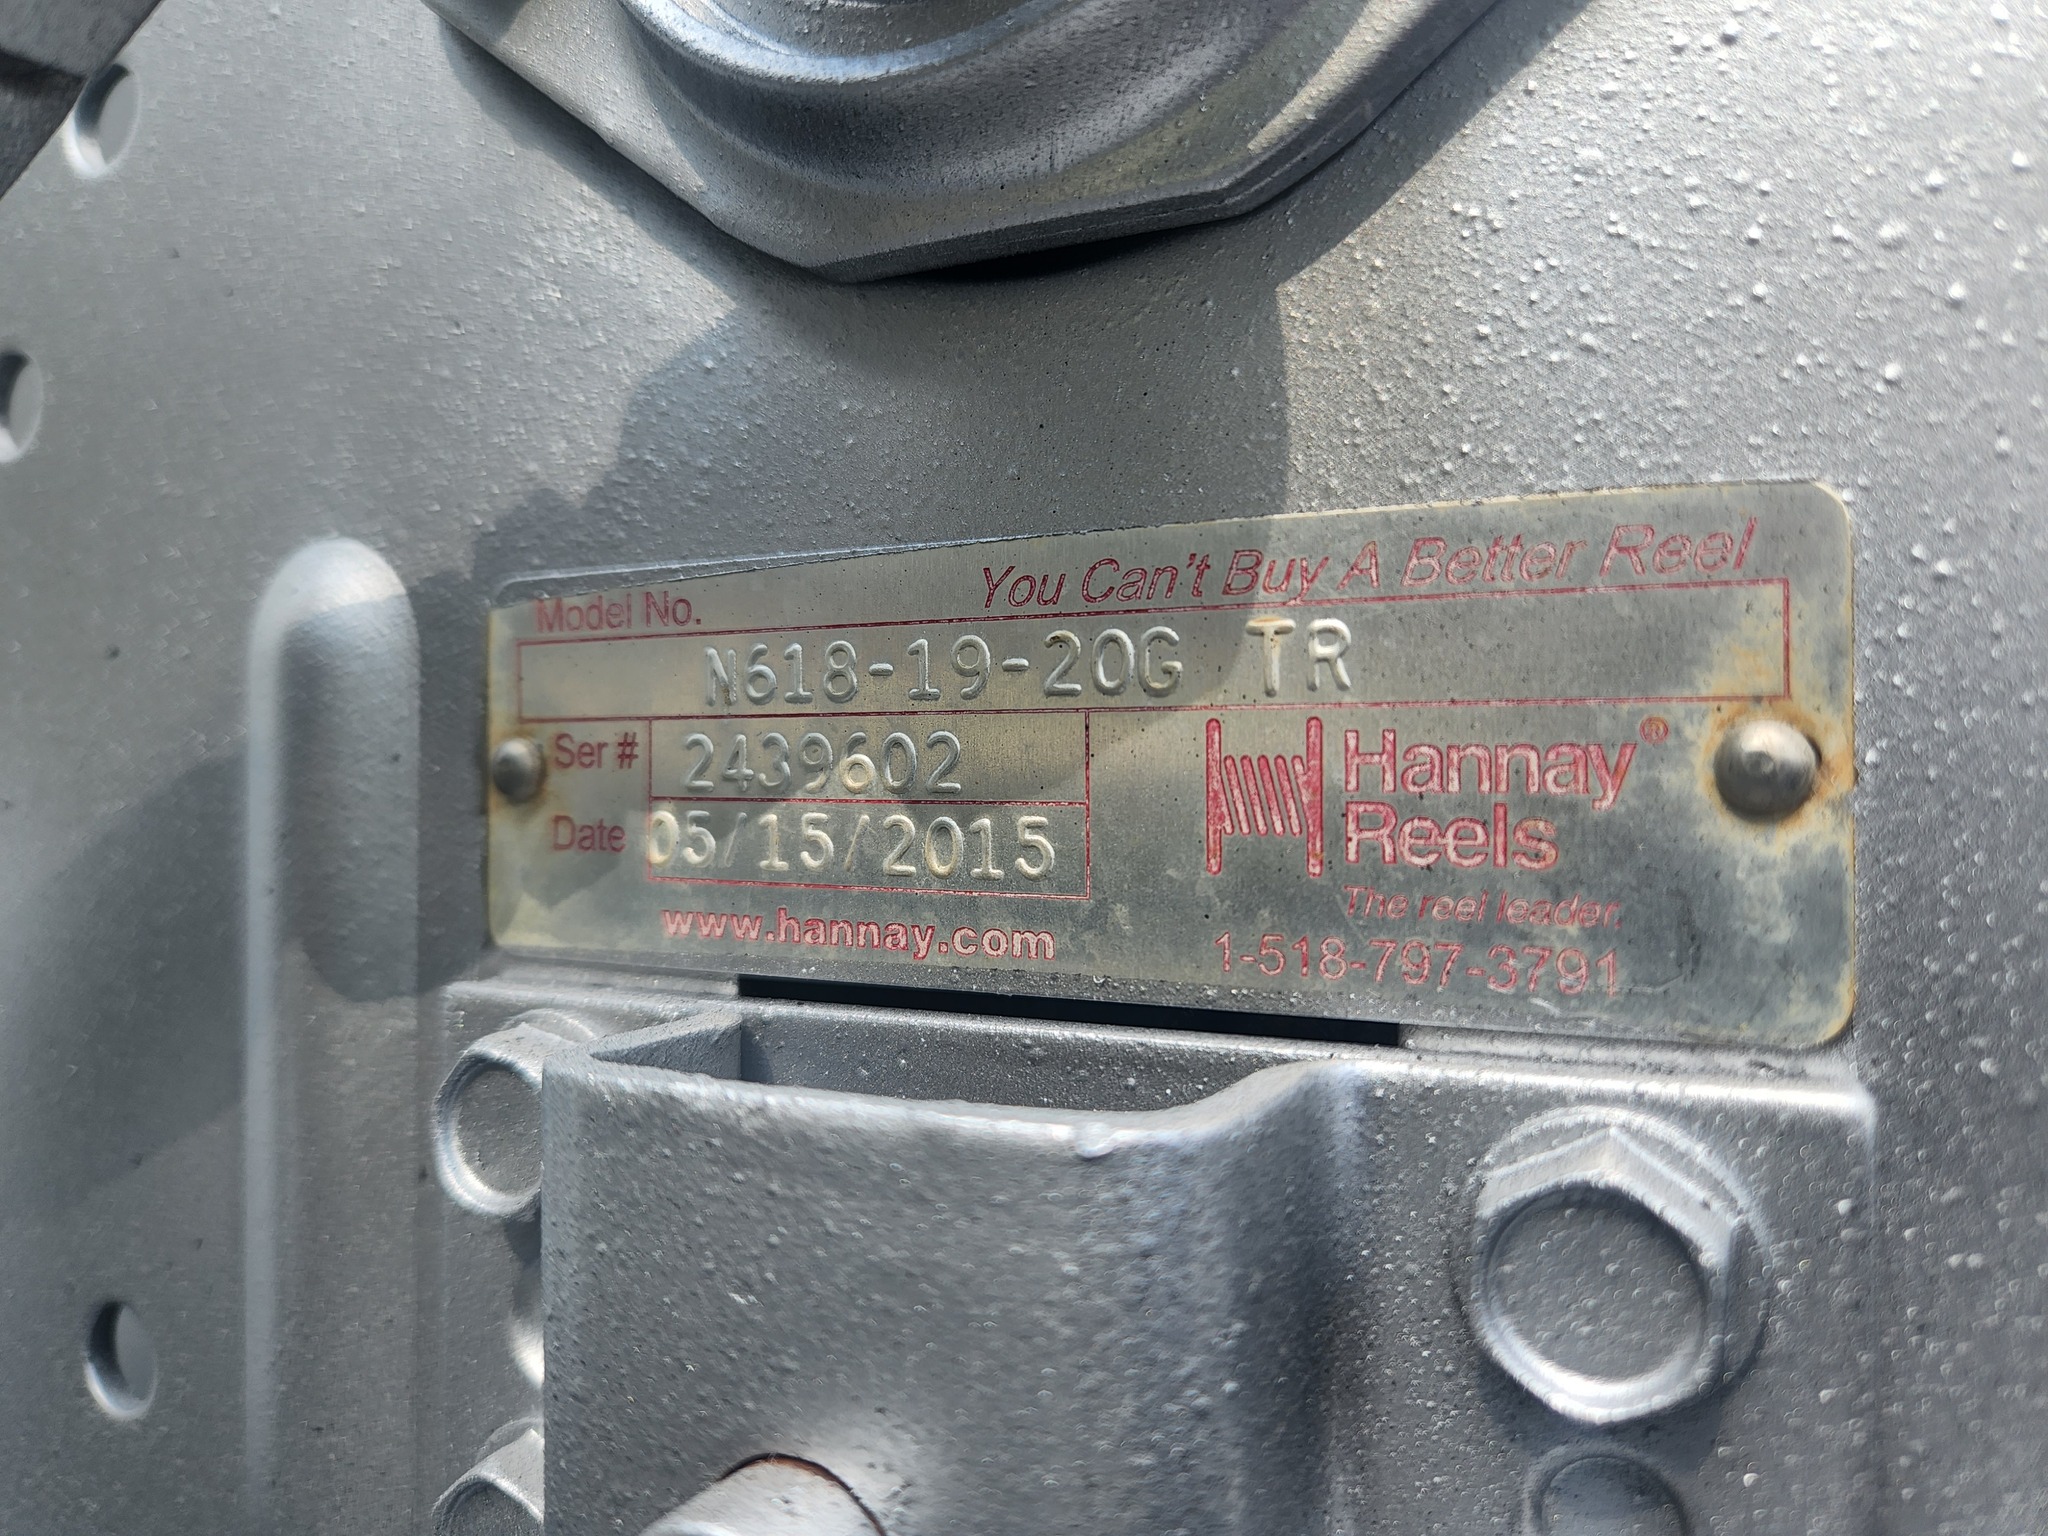 You Can't Buy A Better Reel
Model No.
N618-19-20G TR
Ser # 2439602
Date 05/15/2015
www.hannay.com
Hannay®
Reels
The reel leader.
1-518-797-3791